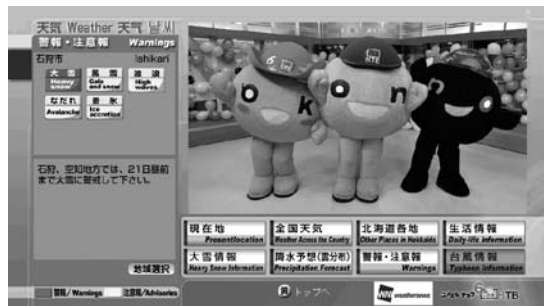 天気 Weather 天气 날씨
警報・注意報 Warnings
石狩市 Ishikari
大雪 Heavy snow
風雪 Gale and snow
波浪 High waves
なだれ Avalanche
着氷 Ice accretion
石狩、空知地方では、21日昼前
まで大雪に警戒して下さい。
地域選択
警報/Warnings 注意報/Advisories
o k i o n
6 HTB
HTB
現在地 Presentlocation
全国天気 Weather Across the Country
北海道各地 Other Places in Hokkaido
生活情報 Daily-life information
大雪情報 Heavy Snow Information
降水予想(雲分布) Precipitation Forecast
警報・注意報 Warnings
台風情報 Typhoon Information
トップへ
weathernews
HTB